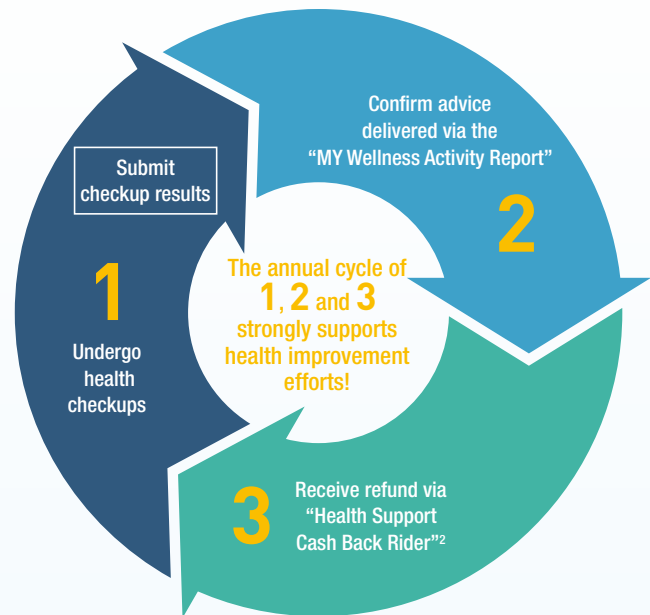 1
Undergo
health
checkups
Submit
checkup results
Confirm advice
delivered via the
“MY Wellness Activity Report”
2
3
Receive refund via
“Health Support
Cash Back Rider”²
The annual cycle of
1, 2 and 3
strongly supports
health improvement
efforts!